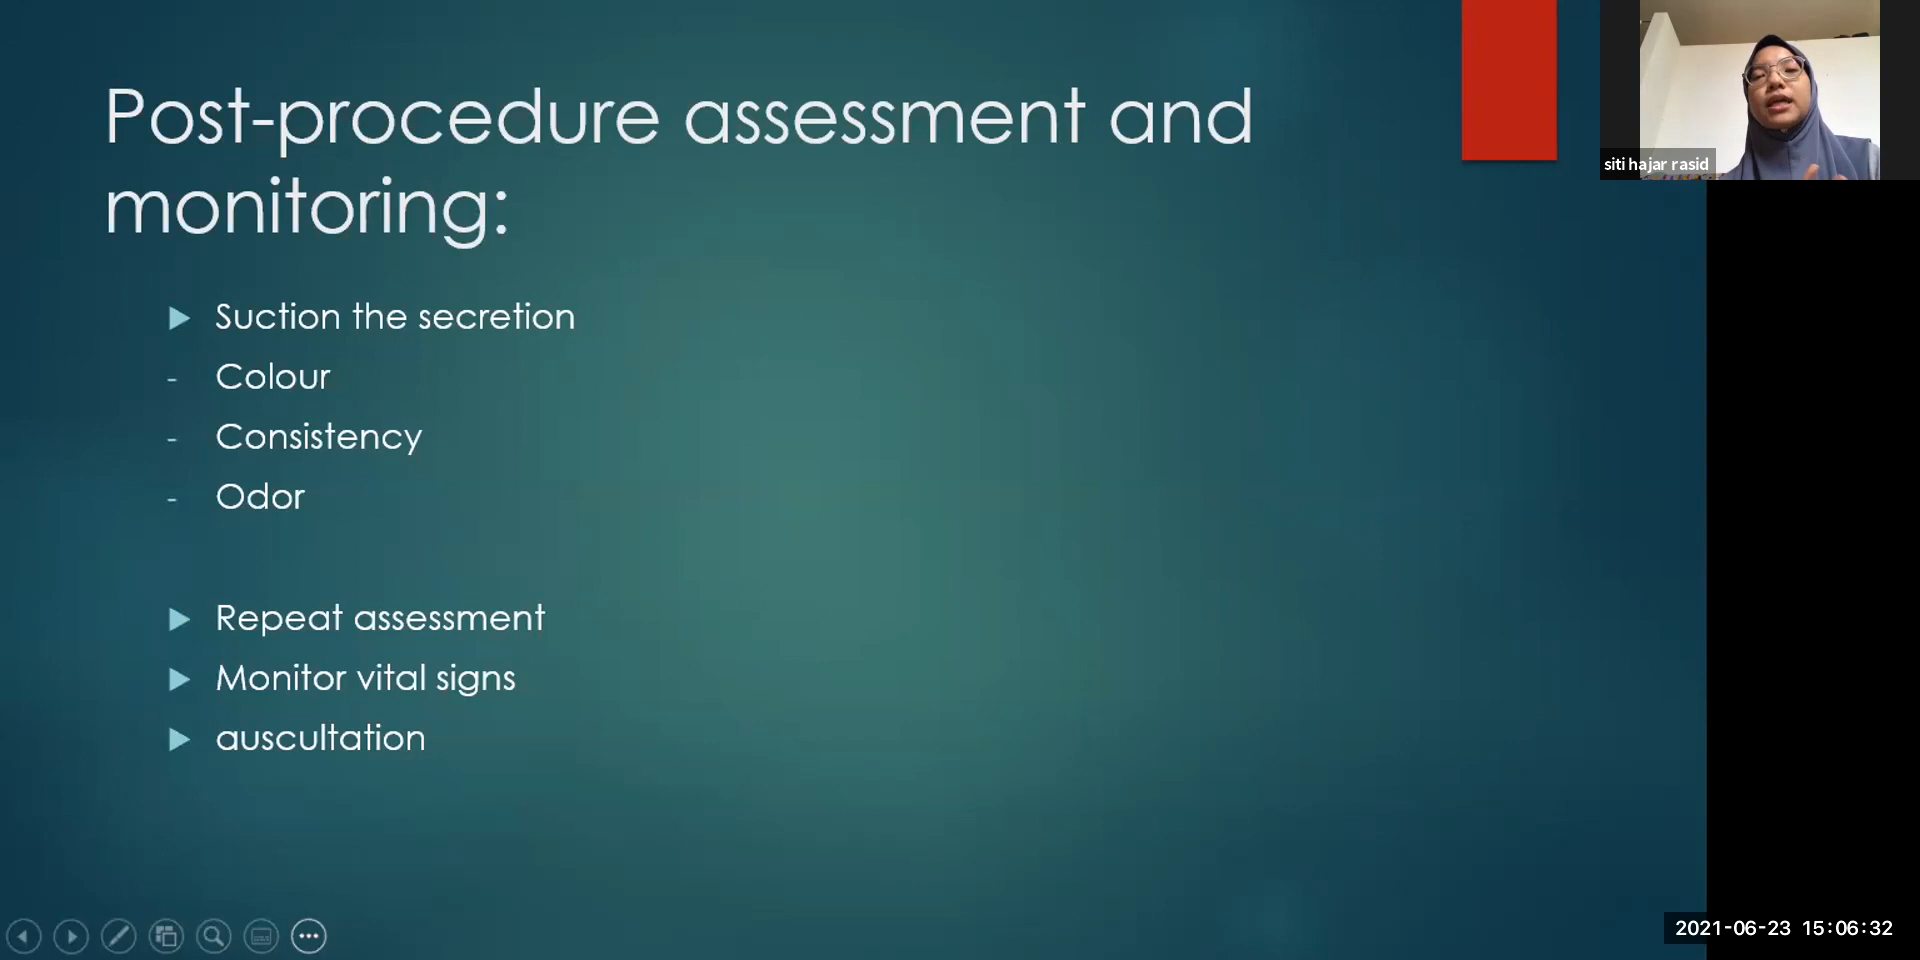 Post-procedure assessment and
monitoring:
siti hajar rasid
Suction the secretion
- Colour
- Consistency
- Odor
Repeat assessment
Monitor vital signs
auscultation
2021-06-23 15:06:32